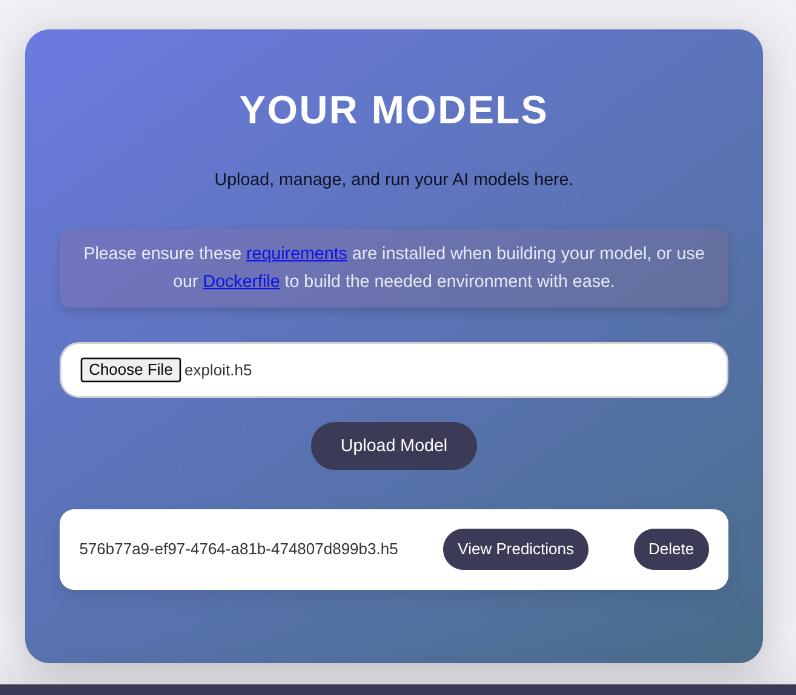 YOUR MODELS
Upload, manage, and run your AI models here.
Please ensure these requirements are installed when building your model, or use
our Dockerfile to build the needed environment with ease.
Choose File exploit.h5
Upload Model
576b77a9-ef97-4764-a81b-474807d899b3.h5 View Predictions Delete